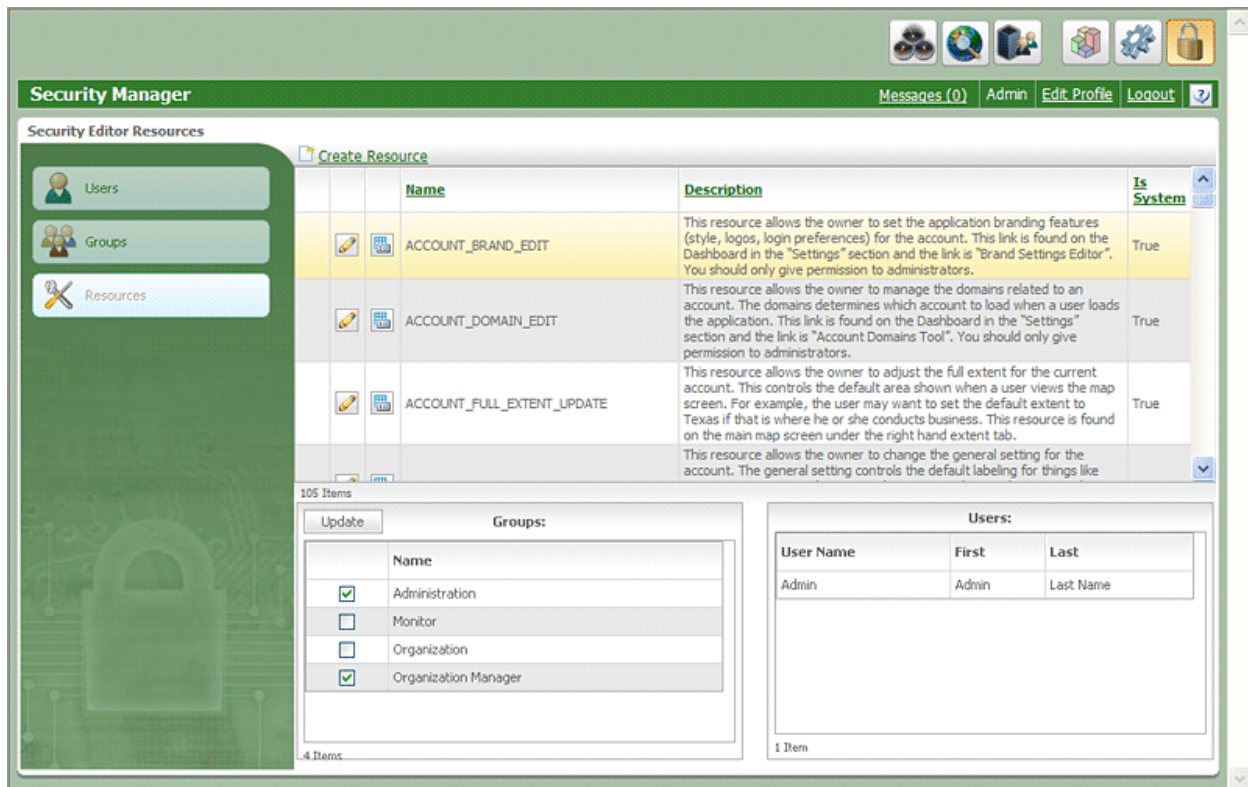 Security Manager
Messages (0)
Admin
Edit Profile
Logout
Security Editor Resources
Users
Groups
Resources
Create Resource
Name
Description
Is
System
ACCOUNT_BRAND_EDIT
This resource allows the owner to set the application branding features
(style, logos, login preferences) for the account. This link is found on the
Dashboard in the "Settings" section and the link is "Brand Settings Editor".
You should only give permission to administrators.
True
ACCOUNT_DOMAIN_EDIT
This resource allows the owner to manage the domains related to an
account. The domains determines which account to load when a user loads
the application. This link is found on the Dashboard in the "Settings"
section and the link is "Account Domains Tool". You should only give
permission to administrators.
True
ACCOUNT_FULL_EXTENT_UPDATE
This resource allows the owner to adjust the full extent for the current
account. This controls the default area shown when a user views the map
screen. For example, the user may want to set the default extent to
Texas if that is where he or she conducts business. This resource is found
on the main map screen under the right hand extent tab.
True
This resource allows the owner to change the general setting for the
account. The general setting controls the default labeling for things like
105 Items
Update
Groups:
Name
Administration
Monitor
Organization
Organization Manager
4 Items
Users:
User Name
First
Last
Admin
Admin
Last Name
1 Item